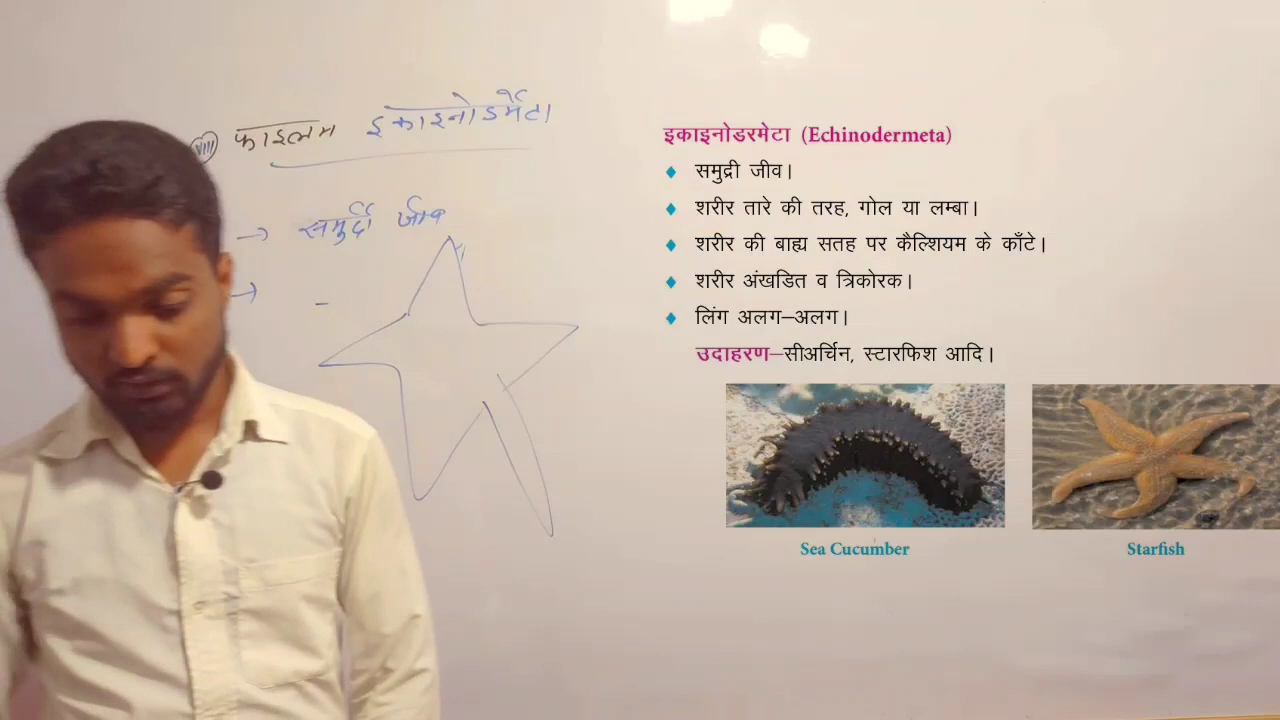 (VIII) फाइलम इकाइनोडर्मेटा
→ समुर्द्री जीव
→ -
इकाइनोडरमेटा (Echinodermeta)
♦ समुद्री जीव।
♦ शरीर तारे की तरह, गोल या लम्बा।
♦ शरीर की बाह्य सतह पर कैल्शियम के काँटे।
♦ शरीर अंखडित व त्रिकोरक।
♦ लिंग अलग–अलग।
उदाहरण–सीअर्चिन, स्टारफिश आदि।
Sea Cucumber
Starfish